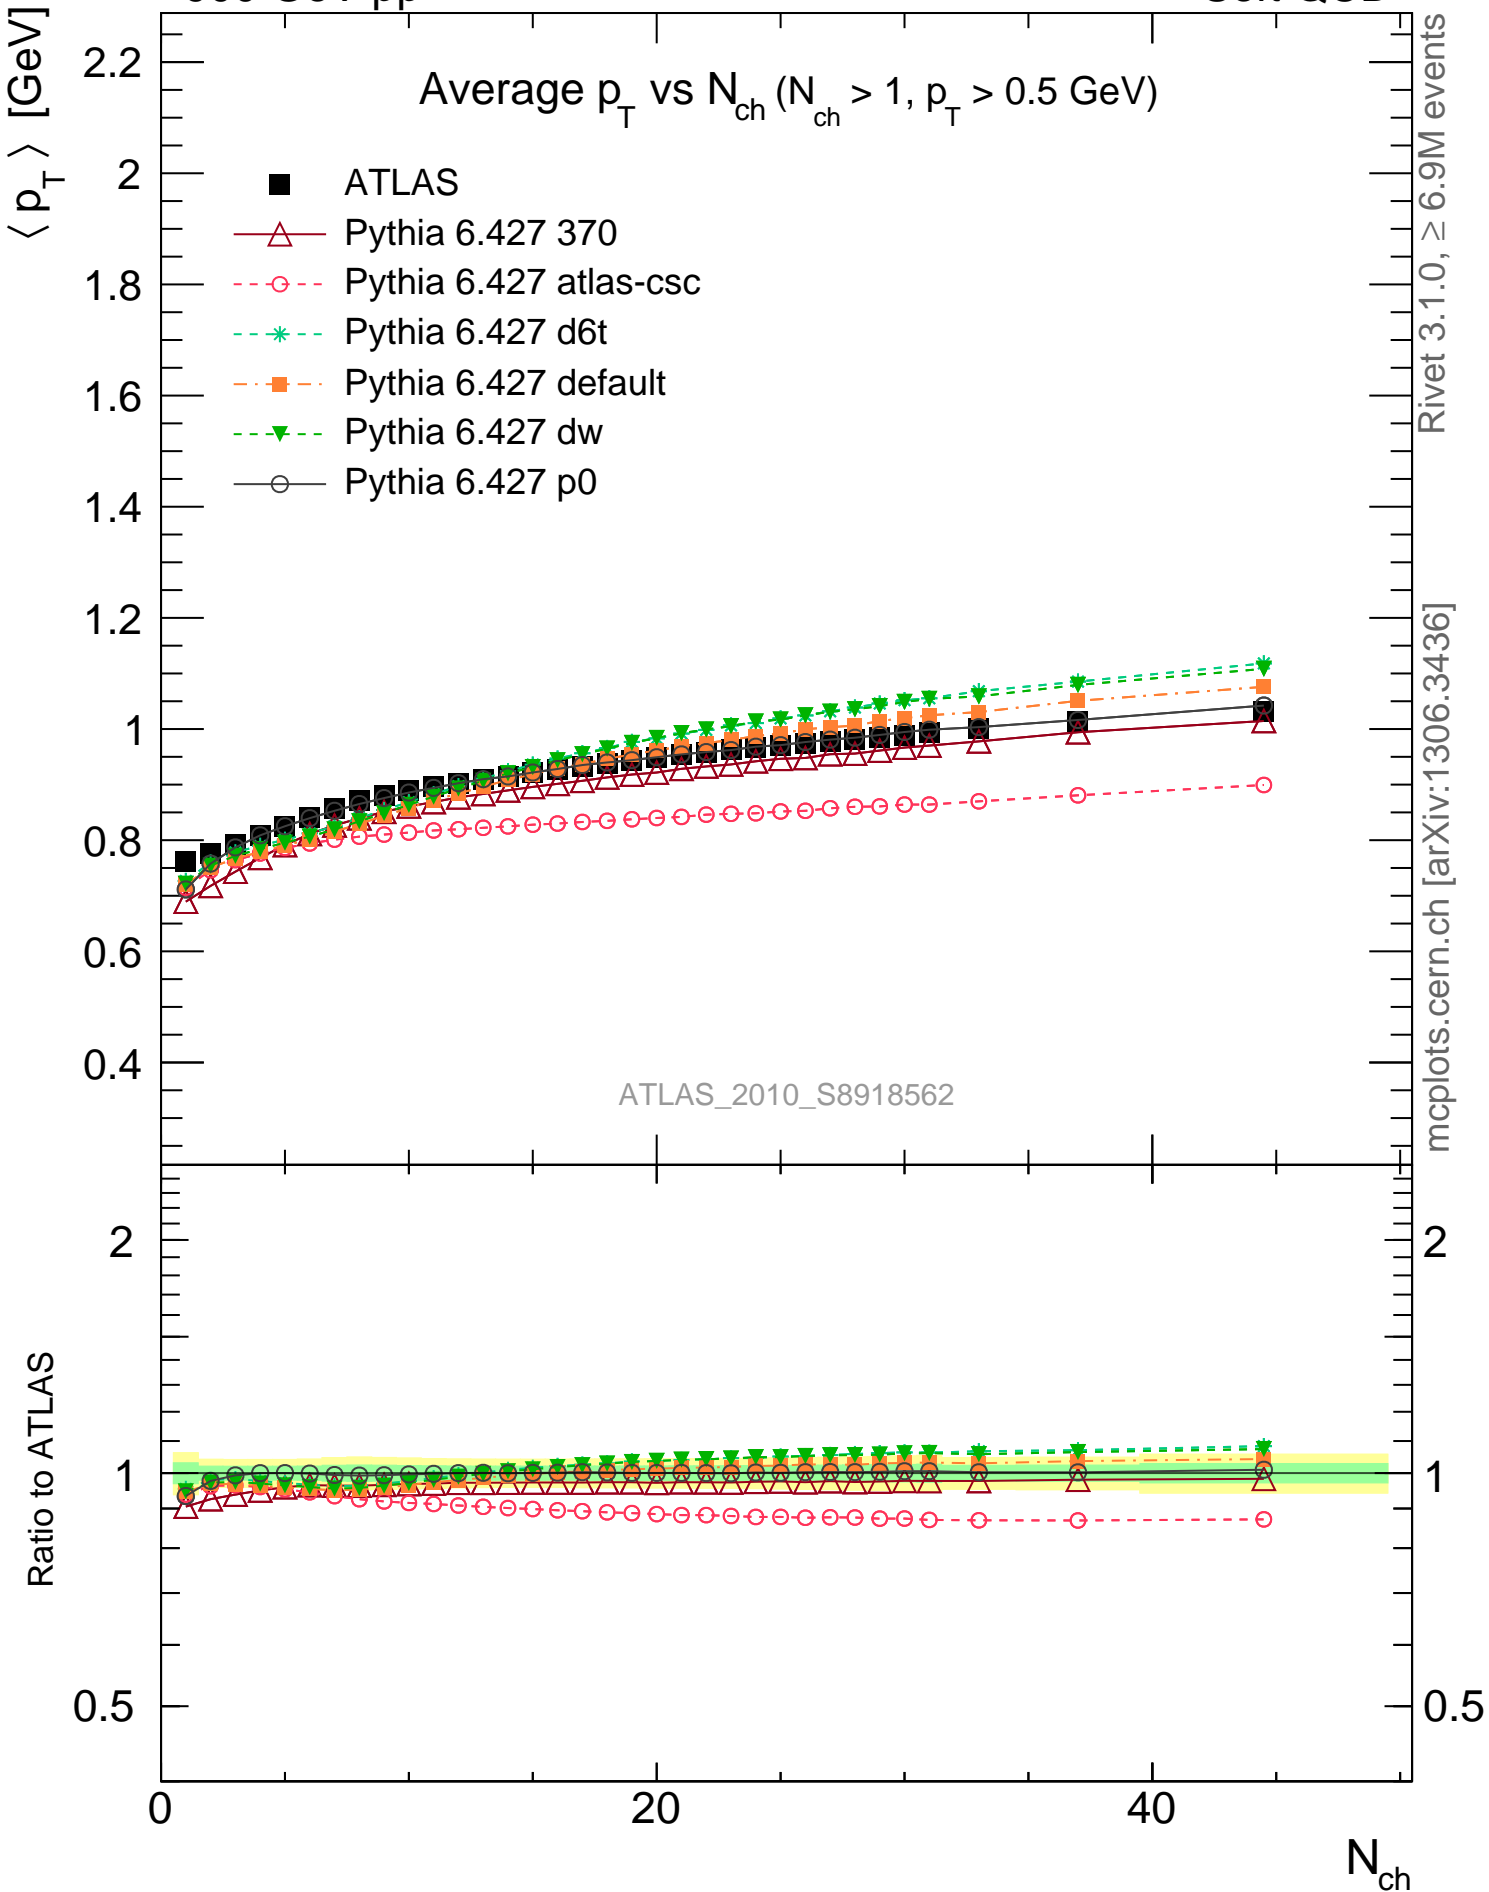 ⟨ p_T ⟩ [GeV]
Average p_T vs N_ch (N_ch > 1, p_T > 0.5 GeV)
ATLAS
Pythia 6.427 370
Pythia 6.427 atlas-csc
Pythia 6.427 d6t
Pythia 6.427 default
Pythia 6.427 dw
Pythia 6.427 p0
2.2
2
1.8
1.6
1.4
1.2
1
0.8
0.6
0.4
ATLAS_2010_S8918562
Rivet 3.1.0, ≥ 6.9M events
mcplots.cern.ch [arXiv:1306.3436]
Ratio to ATLAS
2
1
0.5
2
1
0.5
0
20
40
N_ch